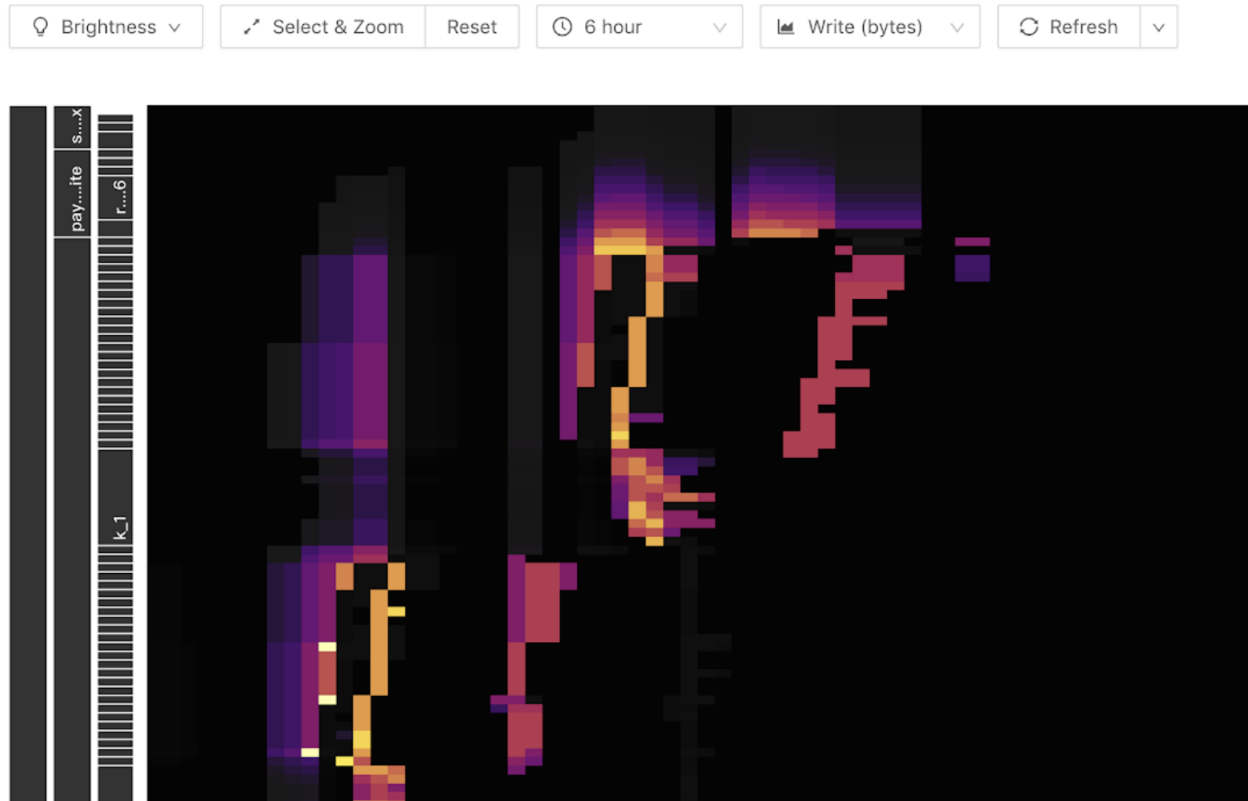 Brightness
Select & Zoom
Reset
6 hour
Write (bytes)
Refresh
s....x
pay....ite
r....6
k_1